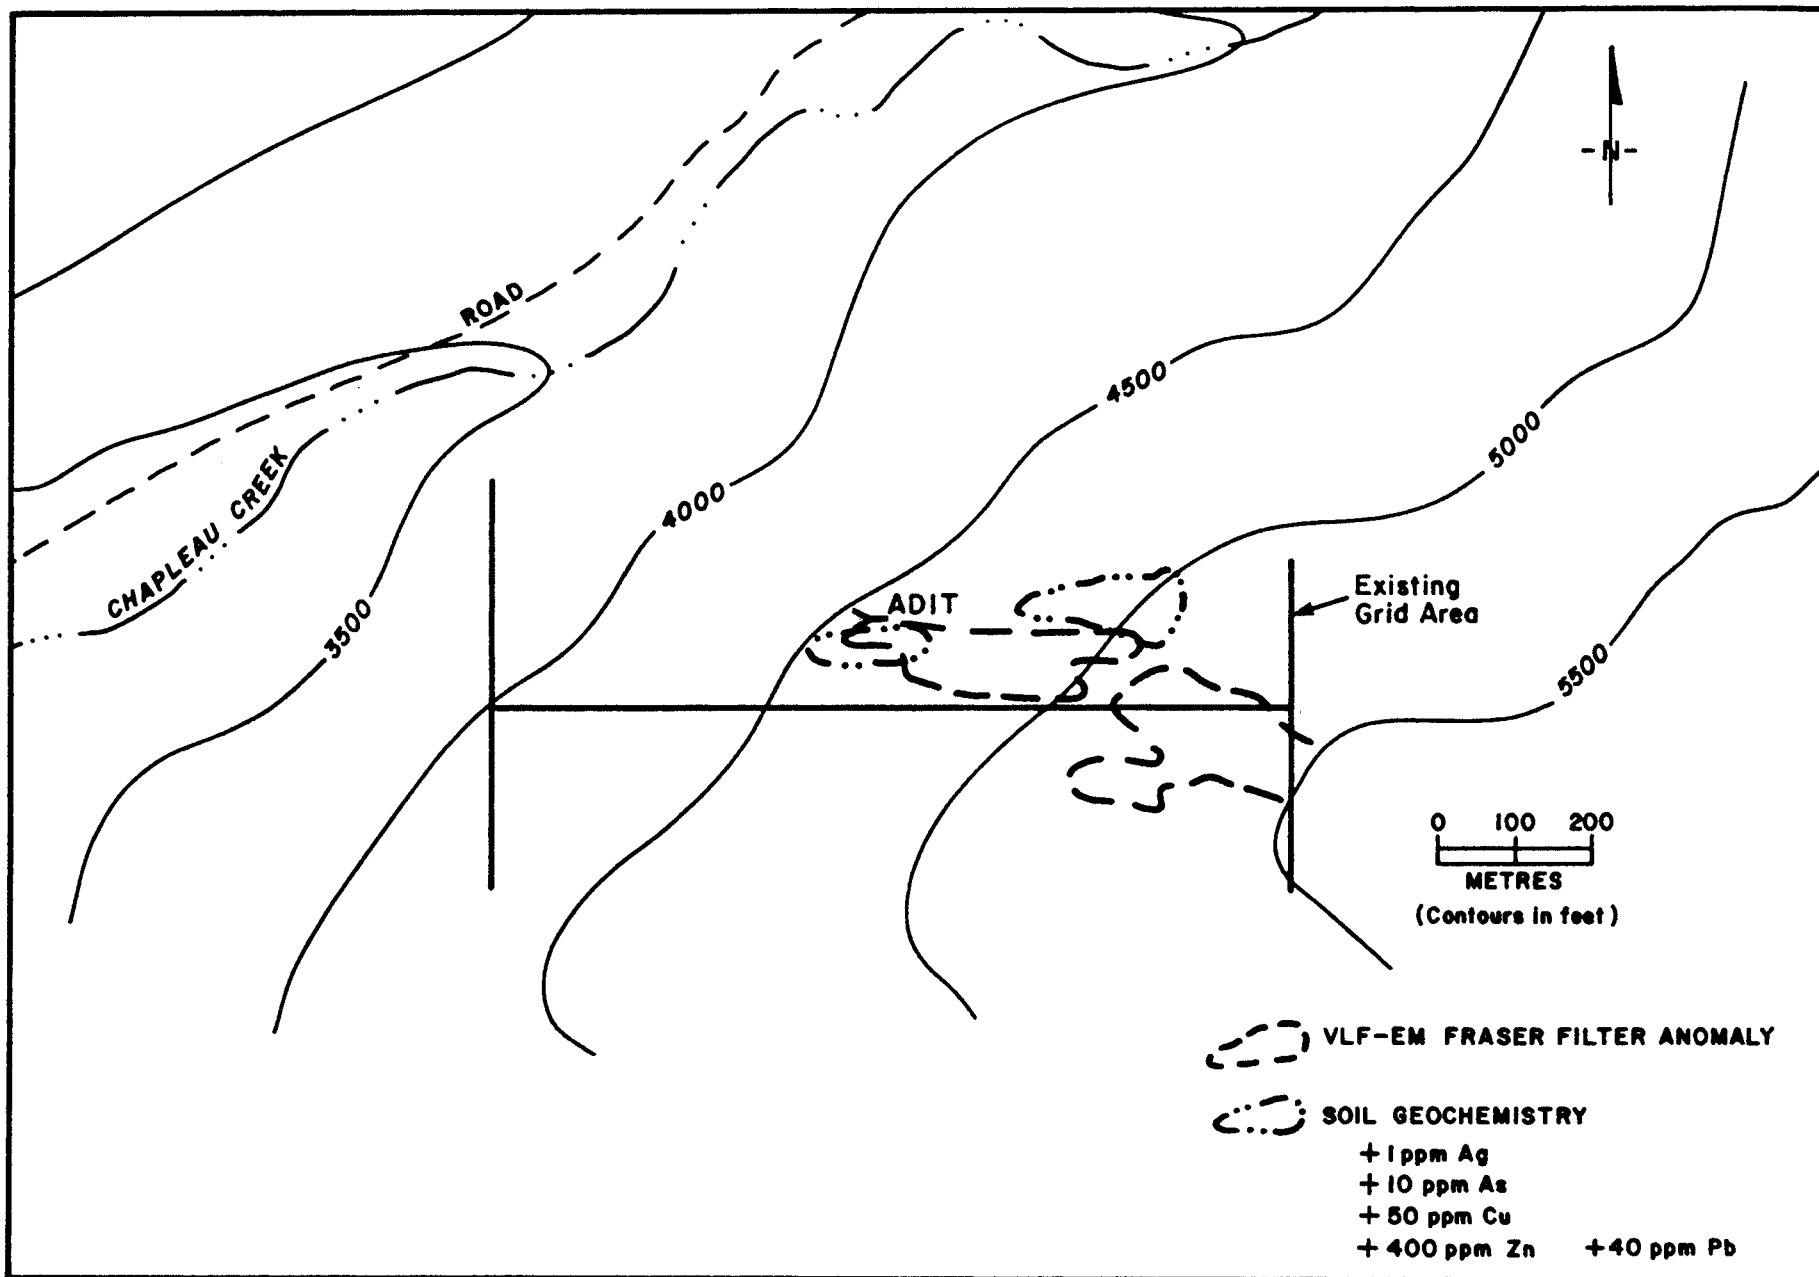 -N-
ROAD
4500
5000
CHAPLEAU CREEK
4000
3500
ADIT
Existing
Grid Area
5500
0 100 200
METRES
(Contours in feet)
VLF-EM FRASER FILTER ANOMALY
SOIL GEOCHEMISTRY
+ 1 ppm Ag
+ 10 ppm As
+ 50 ppm Cu
+ 400 ppm Zn +40 ppm Pb